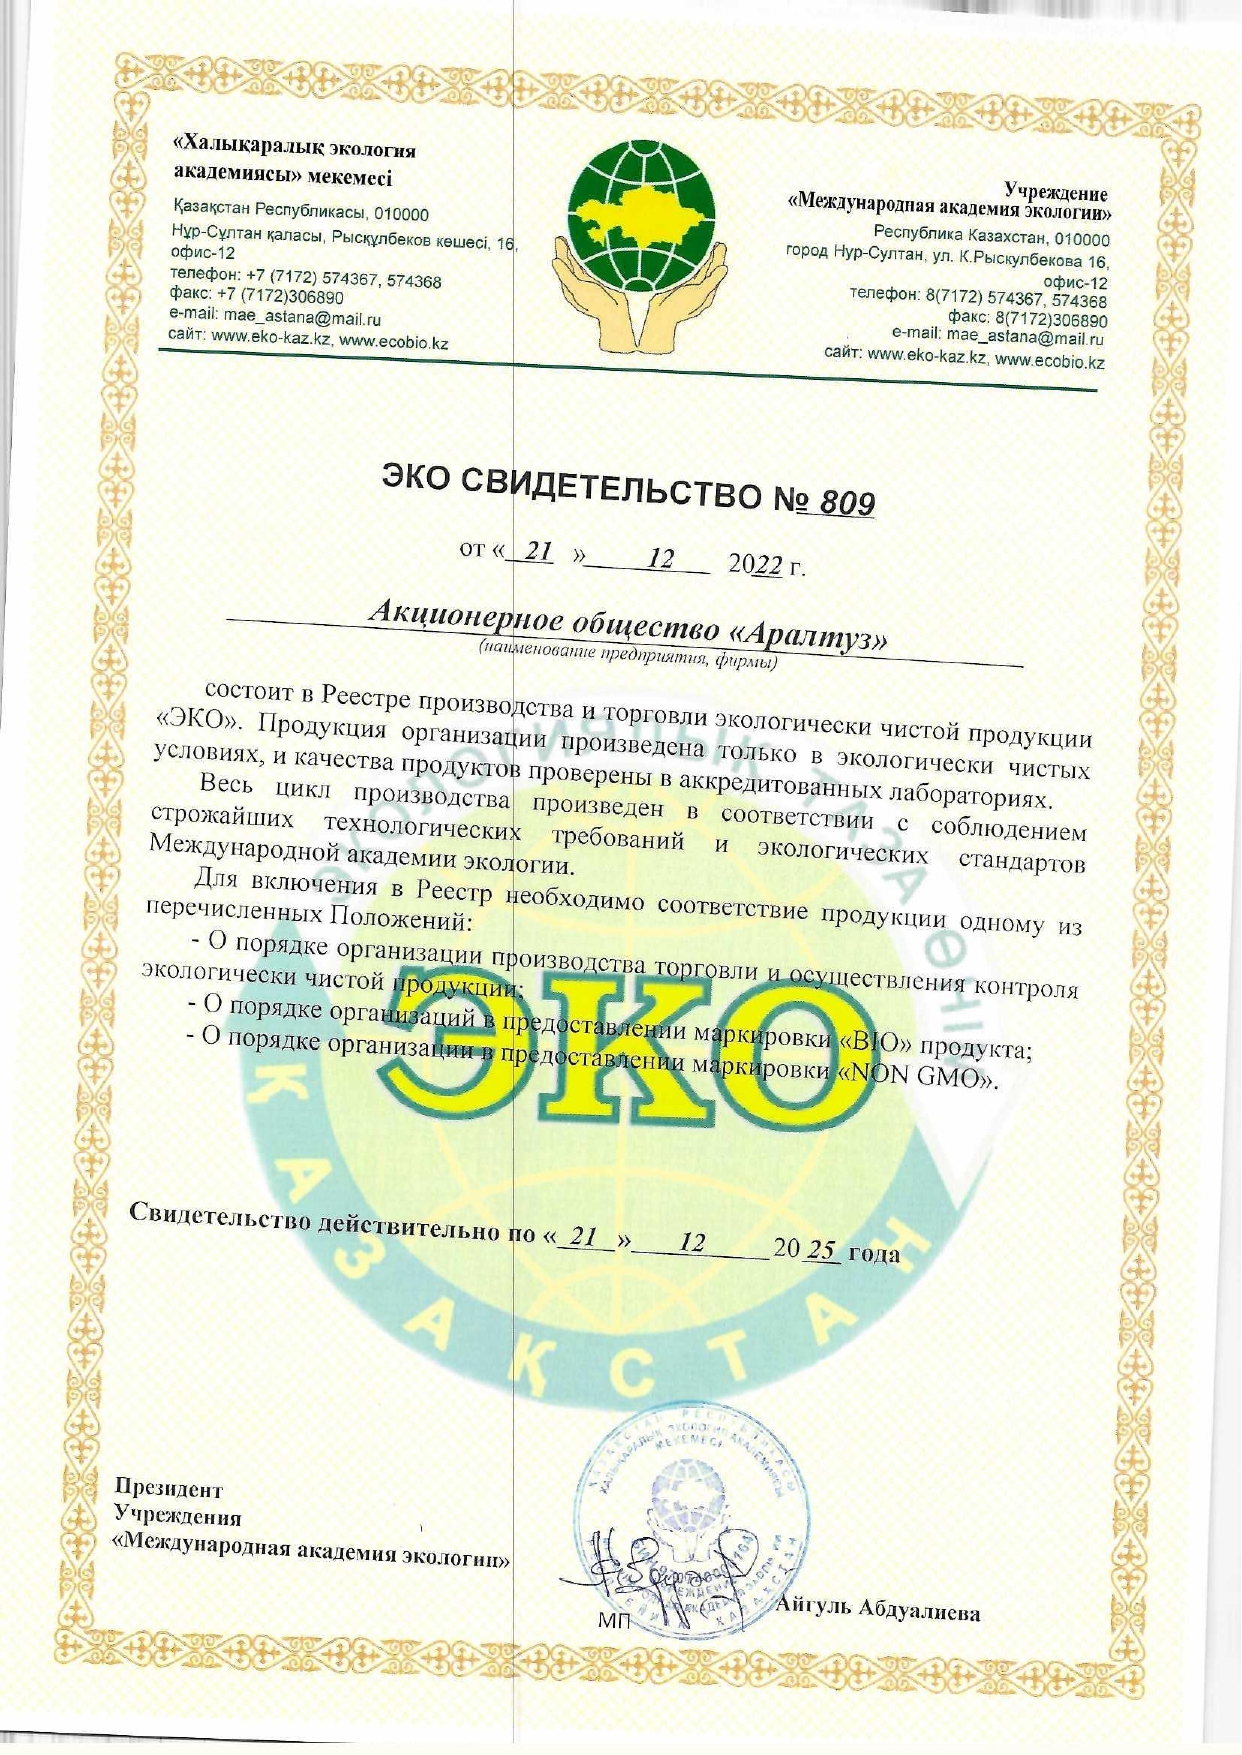 «Халықаралық экология
академиясы» мекемесі
Қазақстан Республикасы, 010000
Нұр-Сұлтан қаласы, Рысқұлбеков көшесі, 16,
офис-12
телефон: +7 (7172) 574367, 574368
факс: +7 (7172)306890
e-mail: mae_astana@mail.ru
сайт: www.eko-kaz.kz, www.ecobio.kz
Учреждение
«Международная академия экологии»
Республика Казахстан, 010000
город Нур-Султан, ул. К.Рыскулбекова 16,
офис-12
телефон: 8(7172) 574367, 574368
факс: 8(7172)306890
e-mail: mae_astana@mail.ru
сайт: www.eko-kaz.kz, www.ecobio.kz
ЭКО СВИДЕТЕЛЬСТВО № 809
от « 21 » 12 2022 г.
Акционерное общество «Аралтуз»
(наименование предприятия, фирмы)
состоит в Реестре производства и торговли экологически чистой продукции
«ЭКО». Продукция организации произведена только в экологически чистых
условиях, и качества продуктов проверены в аккредитованных лабораториях.
Весь цикл производства произведен в соответствии с соблюдением
строжайших технологических требований и экологических стандартов
Международной академии экологии.
Для включения в Реестр необходимо соответствие продукции одному из
перечисленных Положений:
- О порядке организации производства торговли и осуществления контроля
экологически чистой продукции;
- О порядке организаций в предоставлении маркировки «BIO» продукта;
- О порядке организации в предоставлении маркировки «NON GMO».
ЭКО
ҚАЗАҚСТАН
Свидетельство действительно по « 21 » 12 20 25 года
Президент
Учреждения
«Международная академия экологии»
МП
Айгуль Абдуалиева